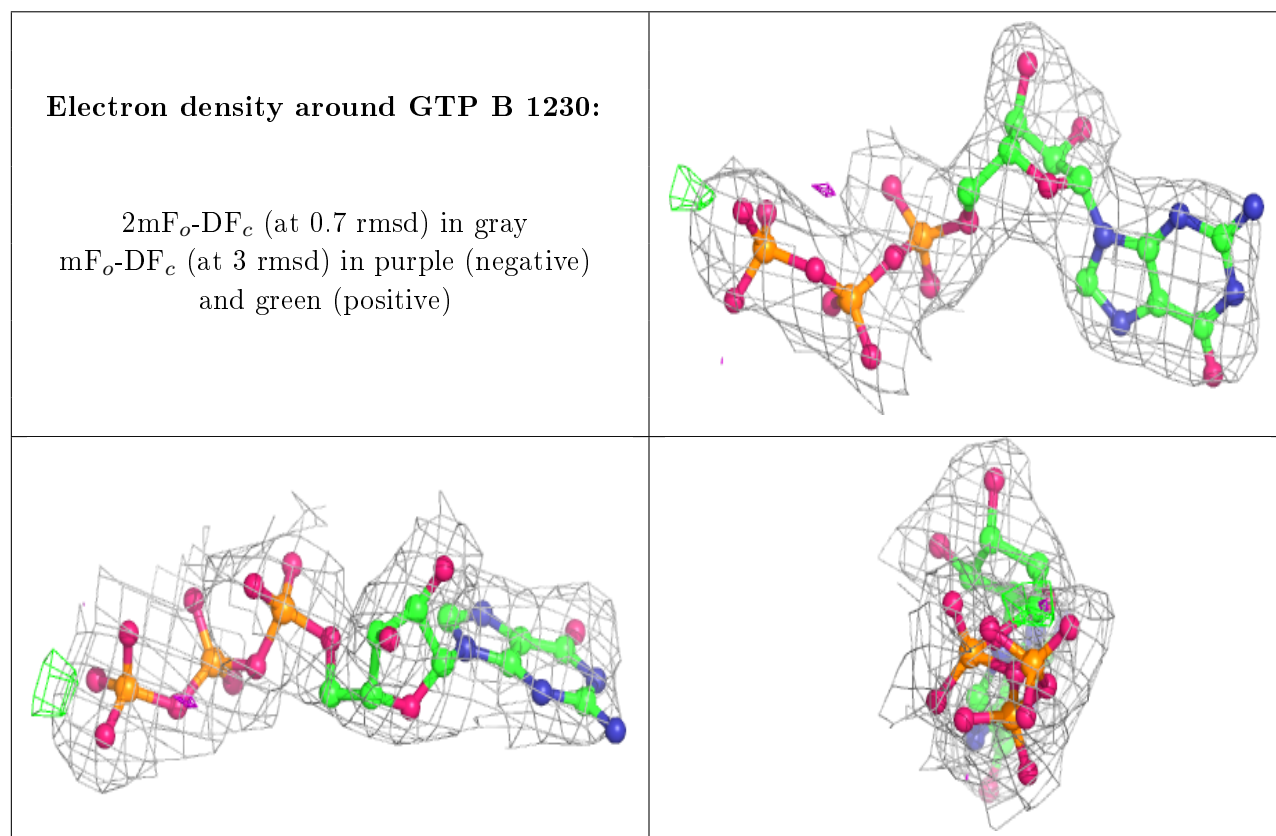 Electron density around GTP B 1230:
2mFo-DFc (at 0.7 rmsd) in gray
mFo-DFc (at 3 rmsd) in purple (negative)
and green (positive)